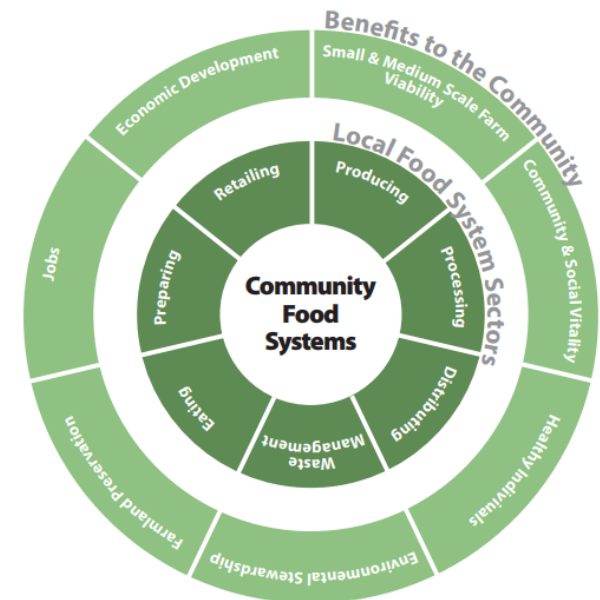 Benefits to the Community
Small & Medium Scale Farm
Viability
Community & Social Vitality
Healthy Indiviuals
Environmental Stewardship
Farmland Preservation
Jobs
Economic Development
Local Food System Sectors
Producing
Processing
Distributing
Waste
Management
Eating
Preparing
Retailing
Community
Food
Systems